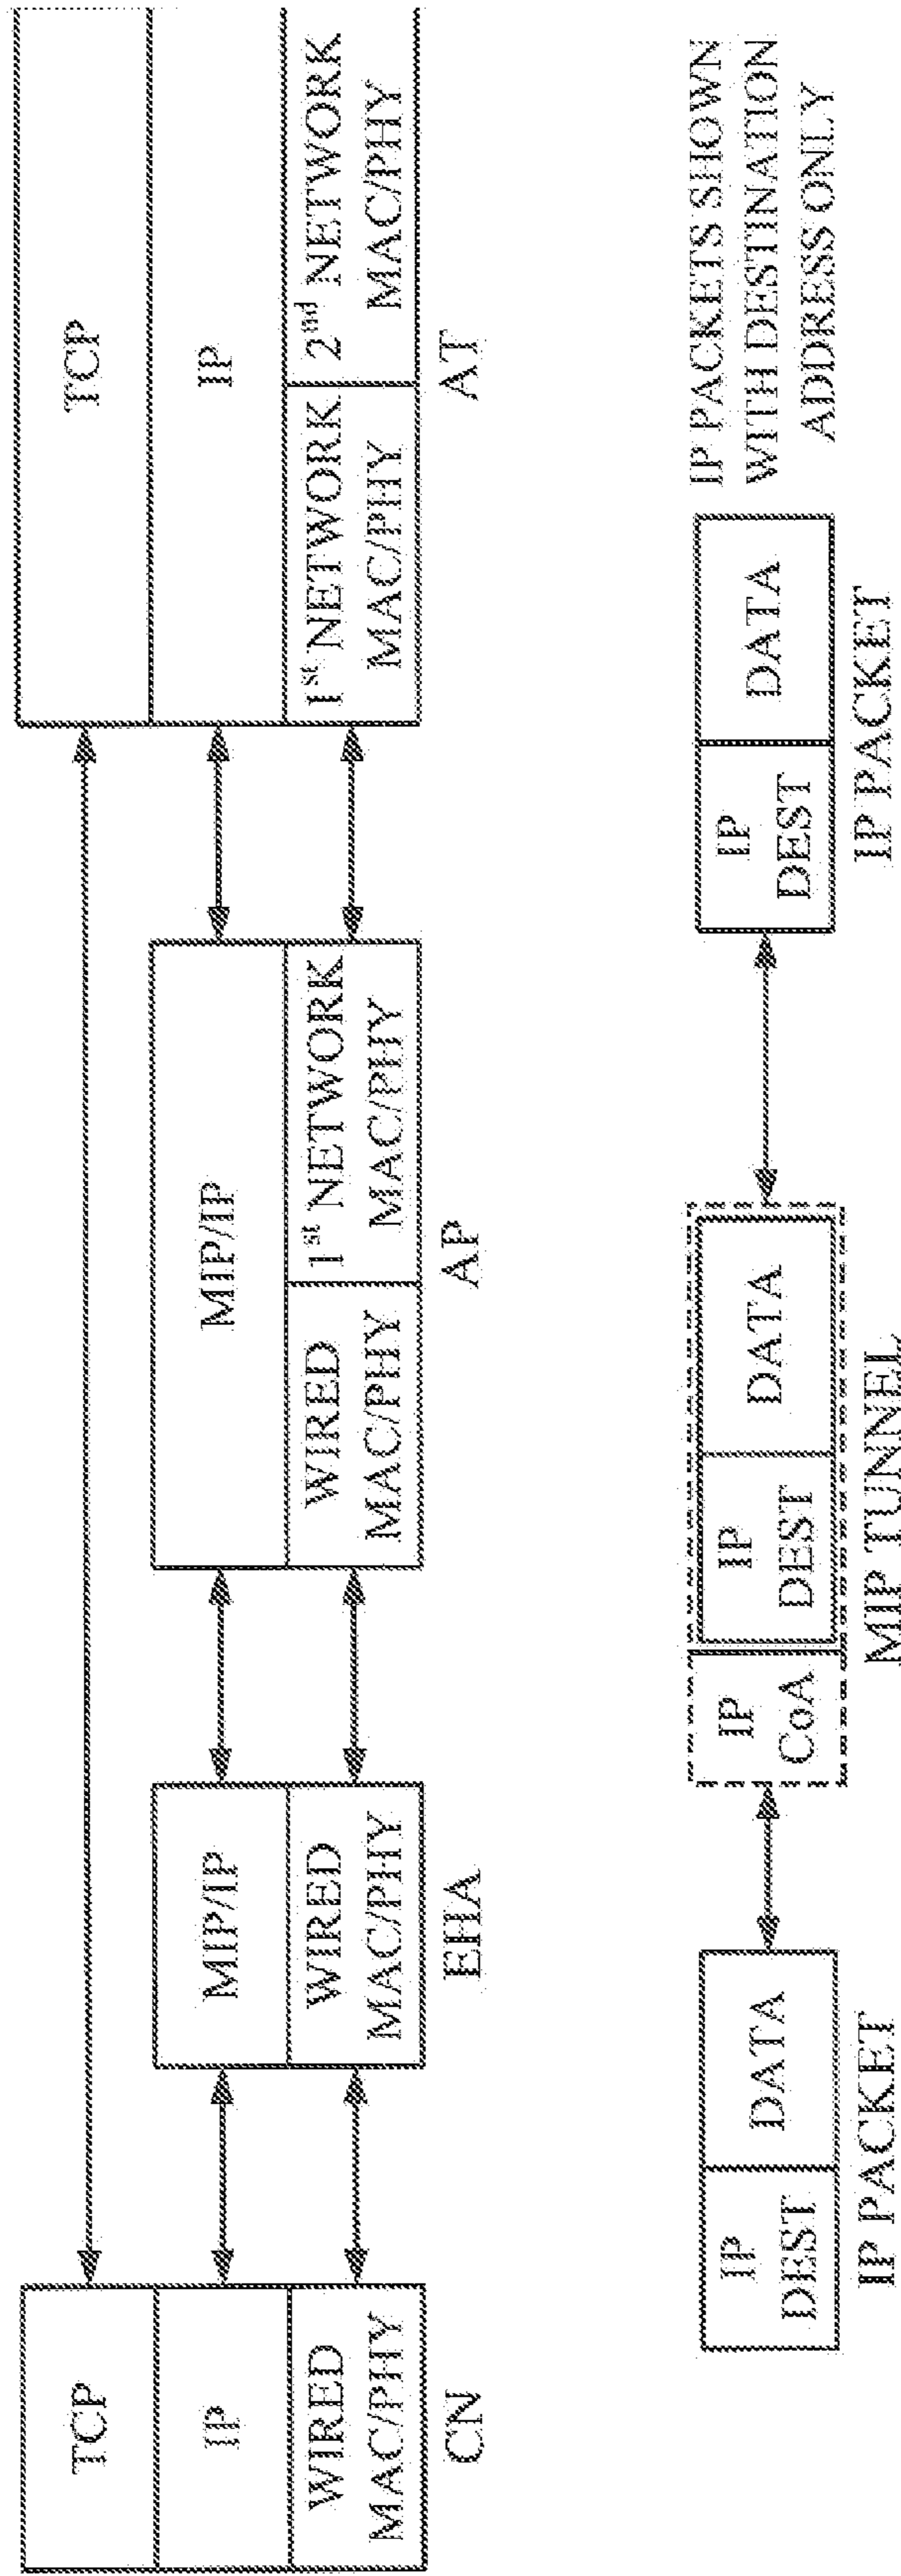 TCP
IP
WIRED
MAC/PHY
CN
MIP/IP
WIRED
MAC/PHY
EHA
MIP/IP
WIRED
MAC/PHY
1st NETWORK
MAC/PHY
AP
TCP
IP
1st NETWORK
MAC/PHY
2nd NETWORK
MAC/PHY
AT
IP
DEST
DATA
IP PACKET
IP
CoA
IP
DEST
DATA
MIP TUNNEL
IP
DEST
DATA
IP PACKET
IP PACKETS SHOWN
WITH DESTINATION
ADDRESS ONLY